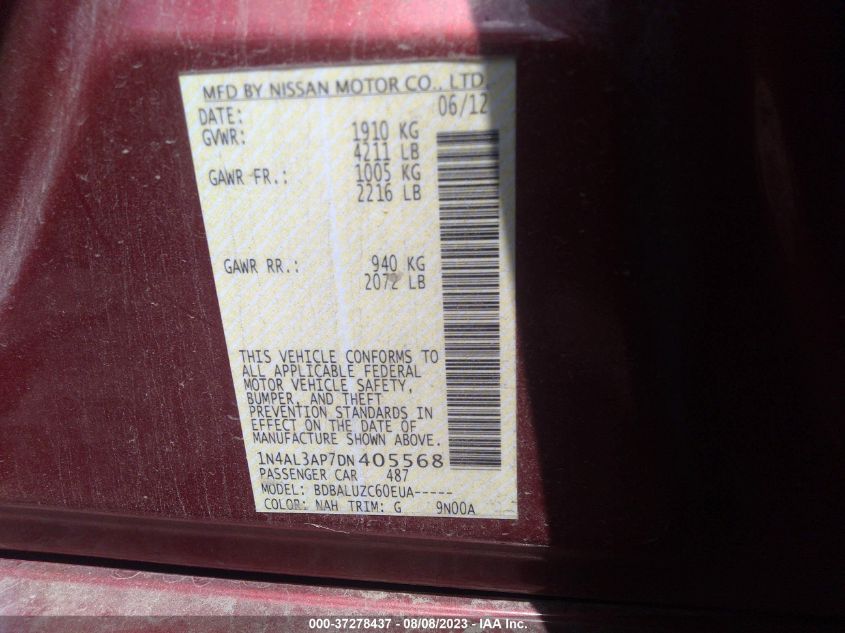 MFD BY NISSAN MOTOR CO., LTD.
DATE: 06/12
GVWR: 1910 KG
4211 LB
GAWR FR.: 1005 KG
2216 LB
GAWR RR.: 940 KG
2072 LB
THIS VEHICLE CONFORMS TO
ALL APPLICABLE FEDERAL
MOTOR VEHICLE SAFETY,
BUMPER, AND THEFT
PREVENTION STANDARDS IN
EFFECT ON THE DATE OF
MANUFACTURE SHOWN ABOVE.
1N4AL3AP7DN405568
PASSENGER CAR 487
MODEL: BDBALUZC60EUA-----
COLOR: NAH TRIM: G 9N00A
000-37278437 - 08/08/2023 - IAA Inc.